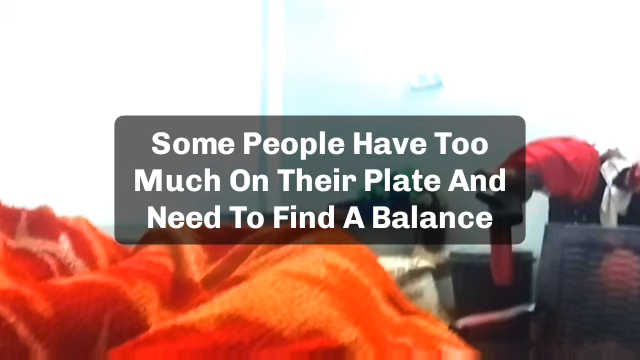 Some People Have Too
Much On Their Plate And
Need To Find A Balance